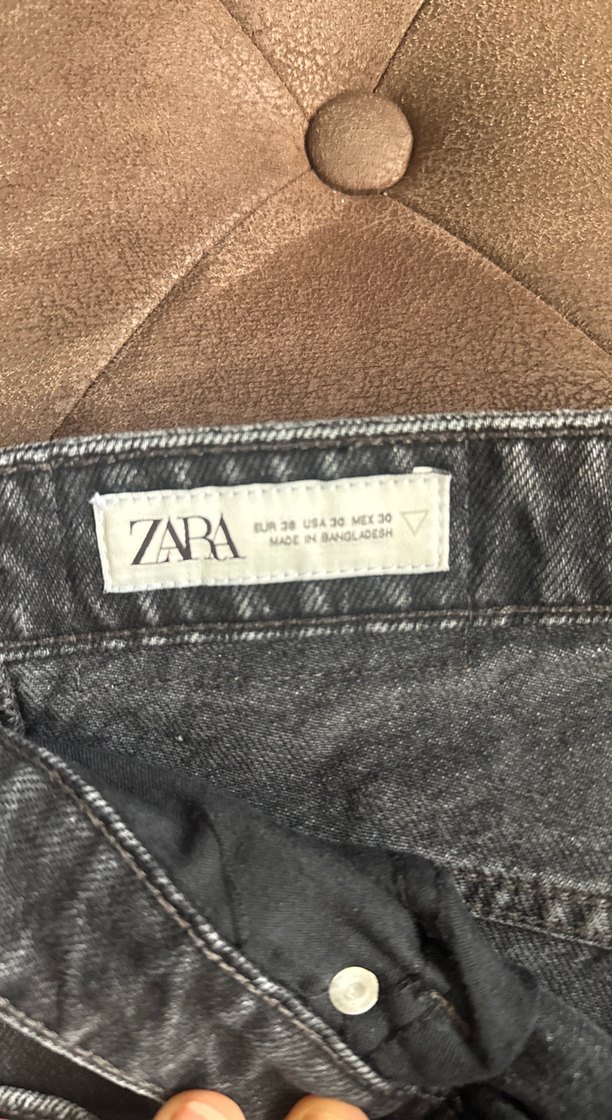 ZARA
EUR 38 USA 30 MEX 30
MADE IN BANGLADESH